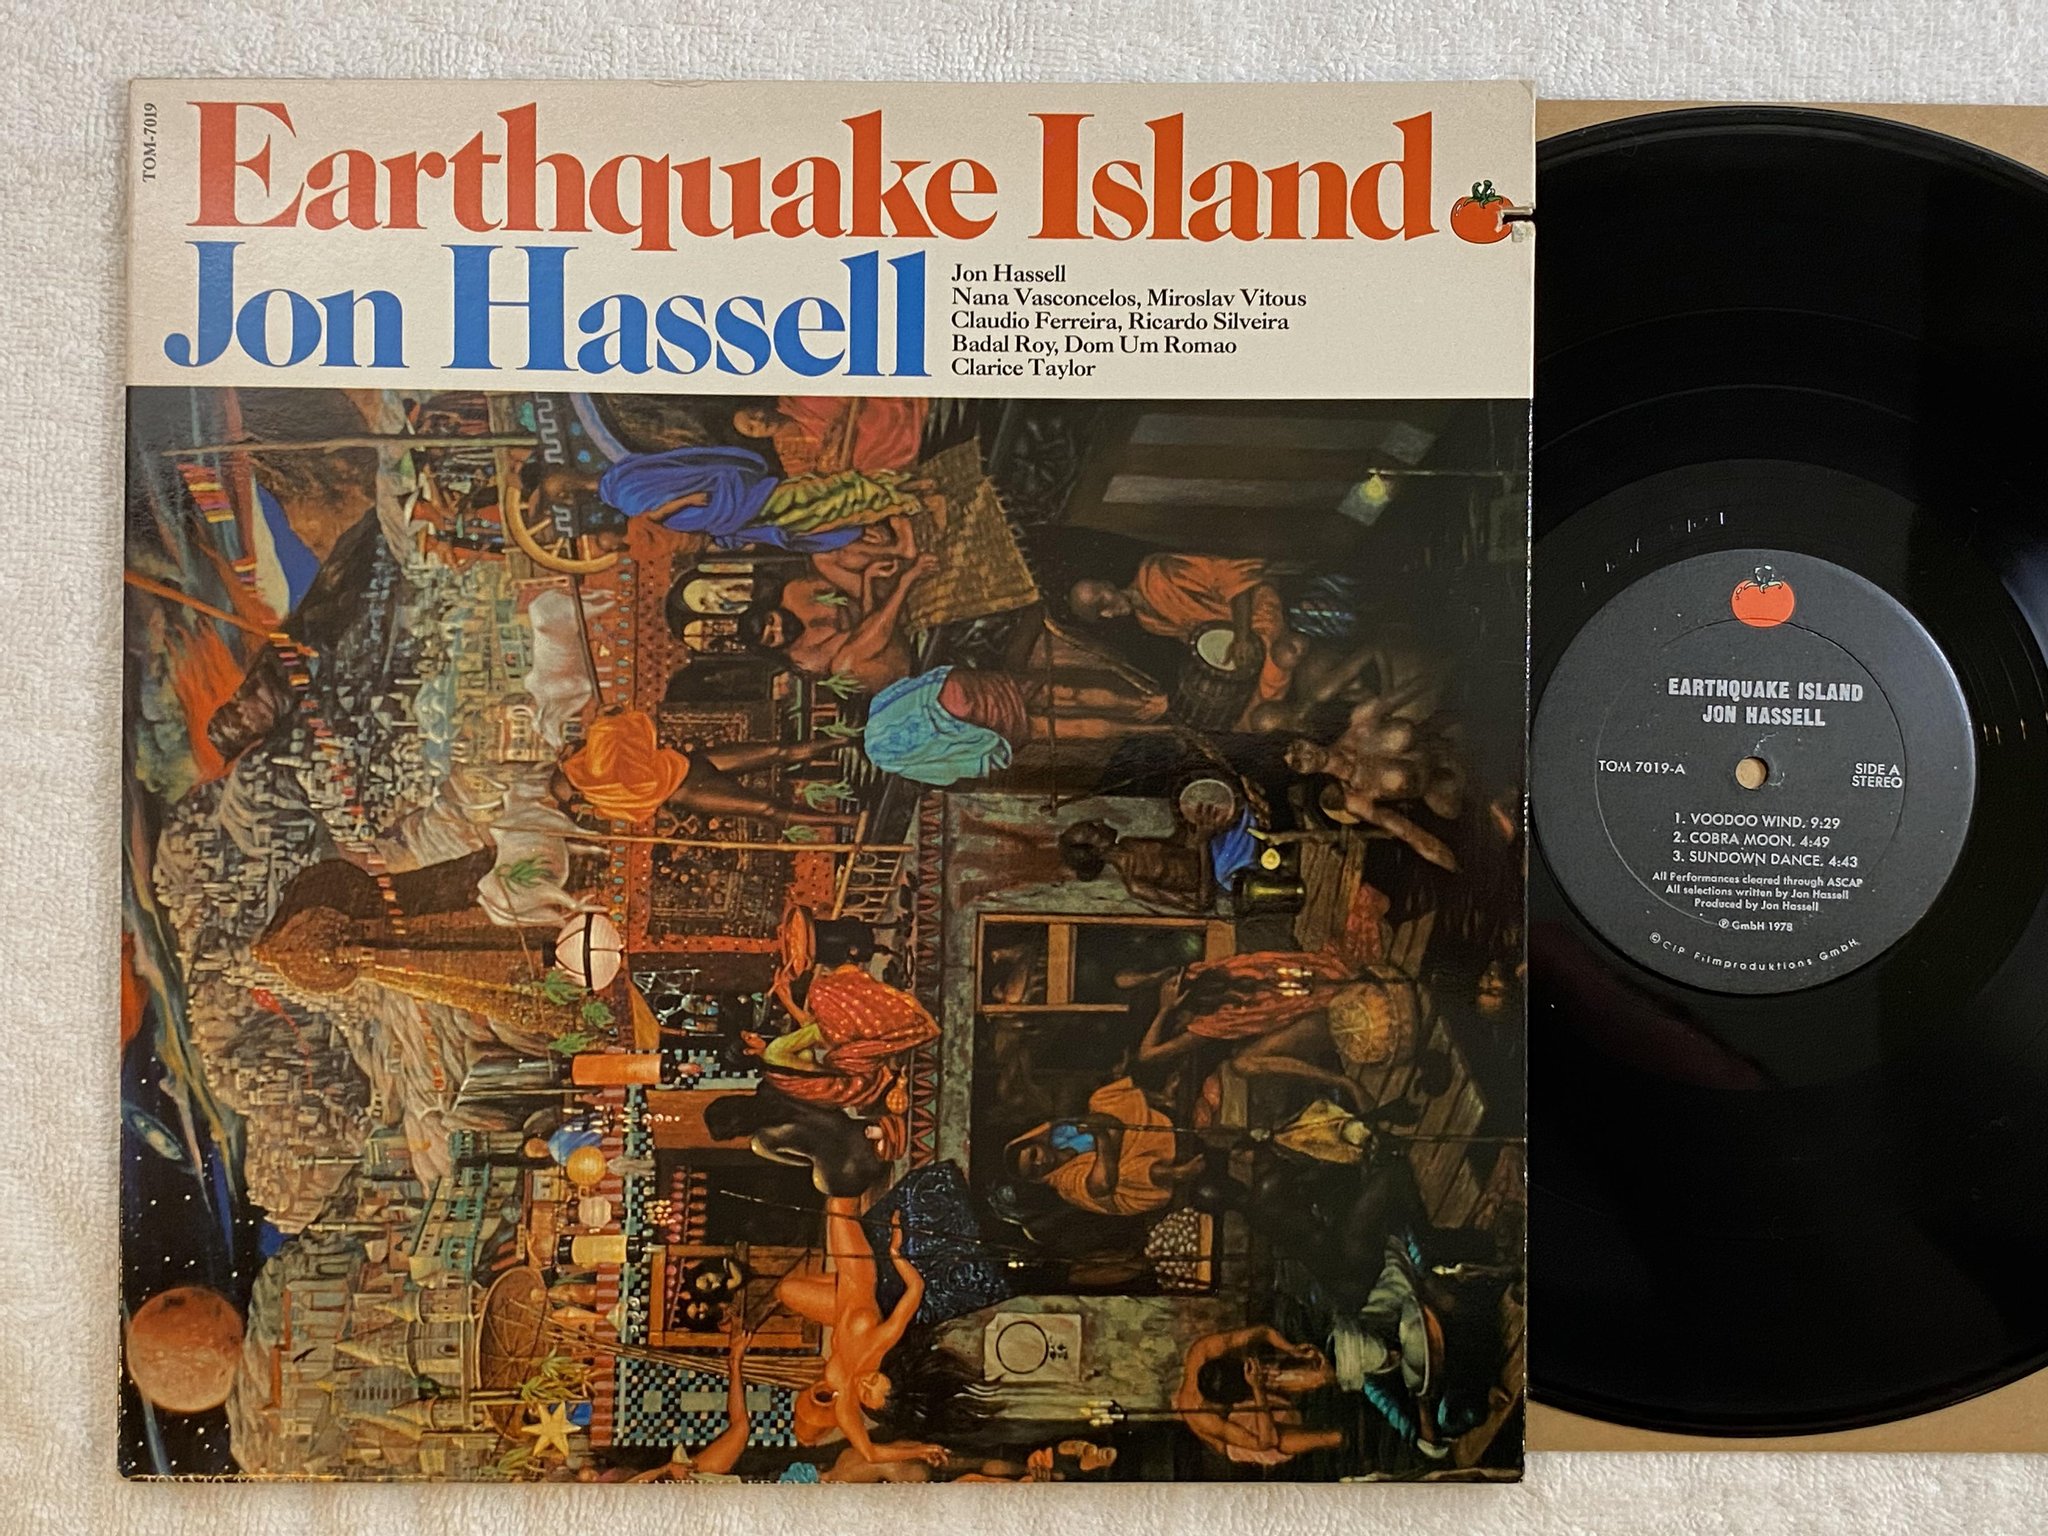 TOM-7019
Earthquake Island
Jon Hassell
Jon Hassell
Nana Vasconcelos, Miroslav Vitous
Claudio Ferreira, Ricardo Silveira
Badal Roy, Dom Um Romao
Clarice Taylor
EARTHQUAKE ISLAND
JON HASSELL
TOM 7019-A
SIDE A
STEREO
1. VOODOO WIND, 9:29
2. COBRA MOON, 4:49
3. SUNDOWN DANCE, 4:43
All Performances cleared through ASCAP
All selections written by Jon Hassell
Produced by Jon Hassell
℗ GmbH 1978
© CIP Filmproduktions GmbH.